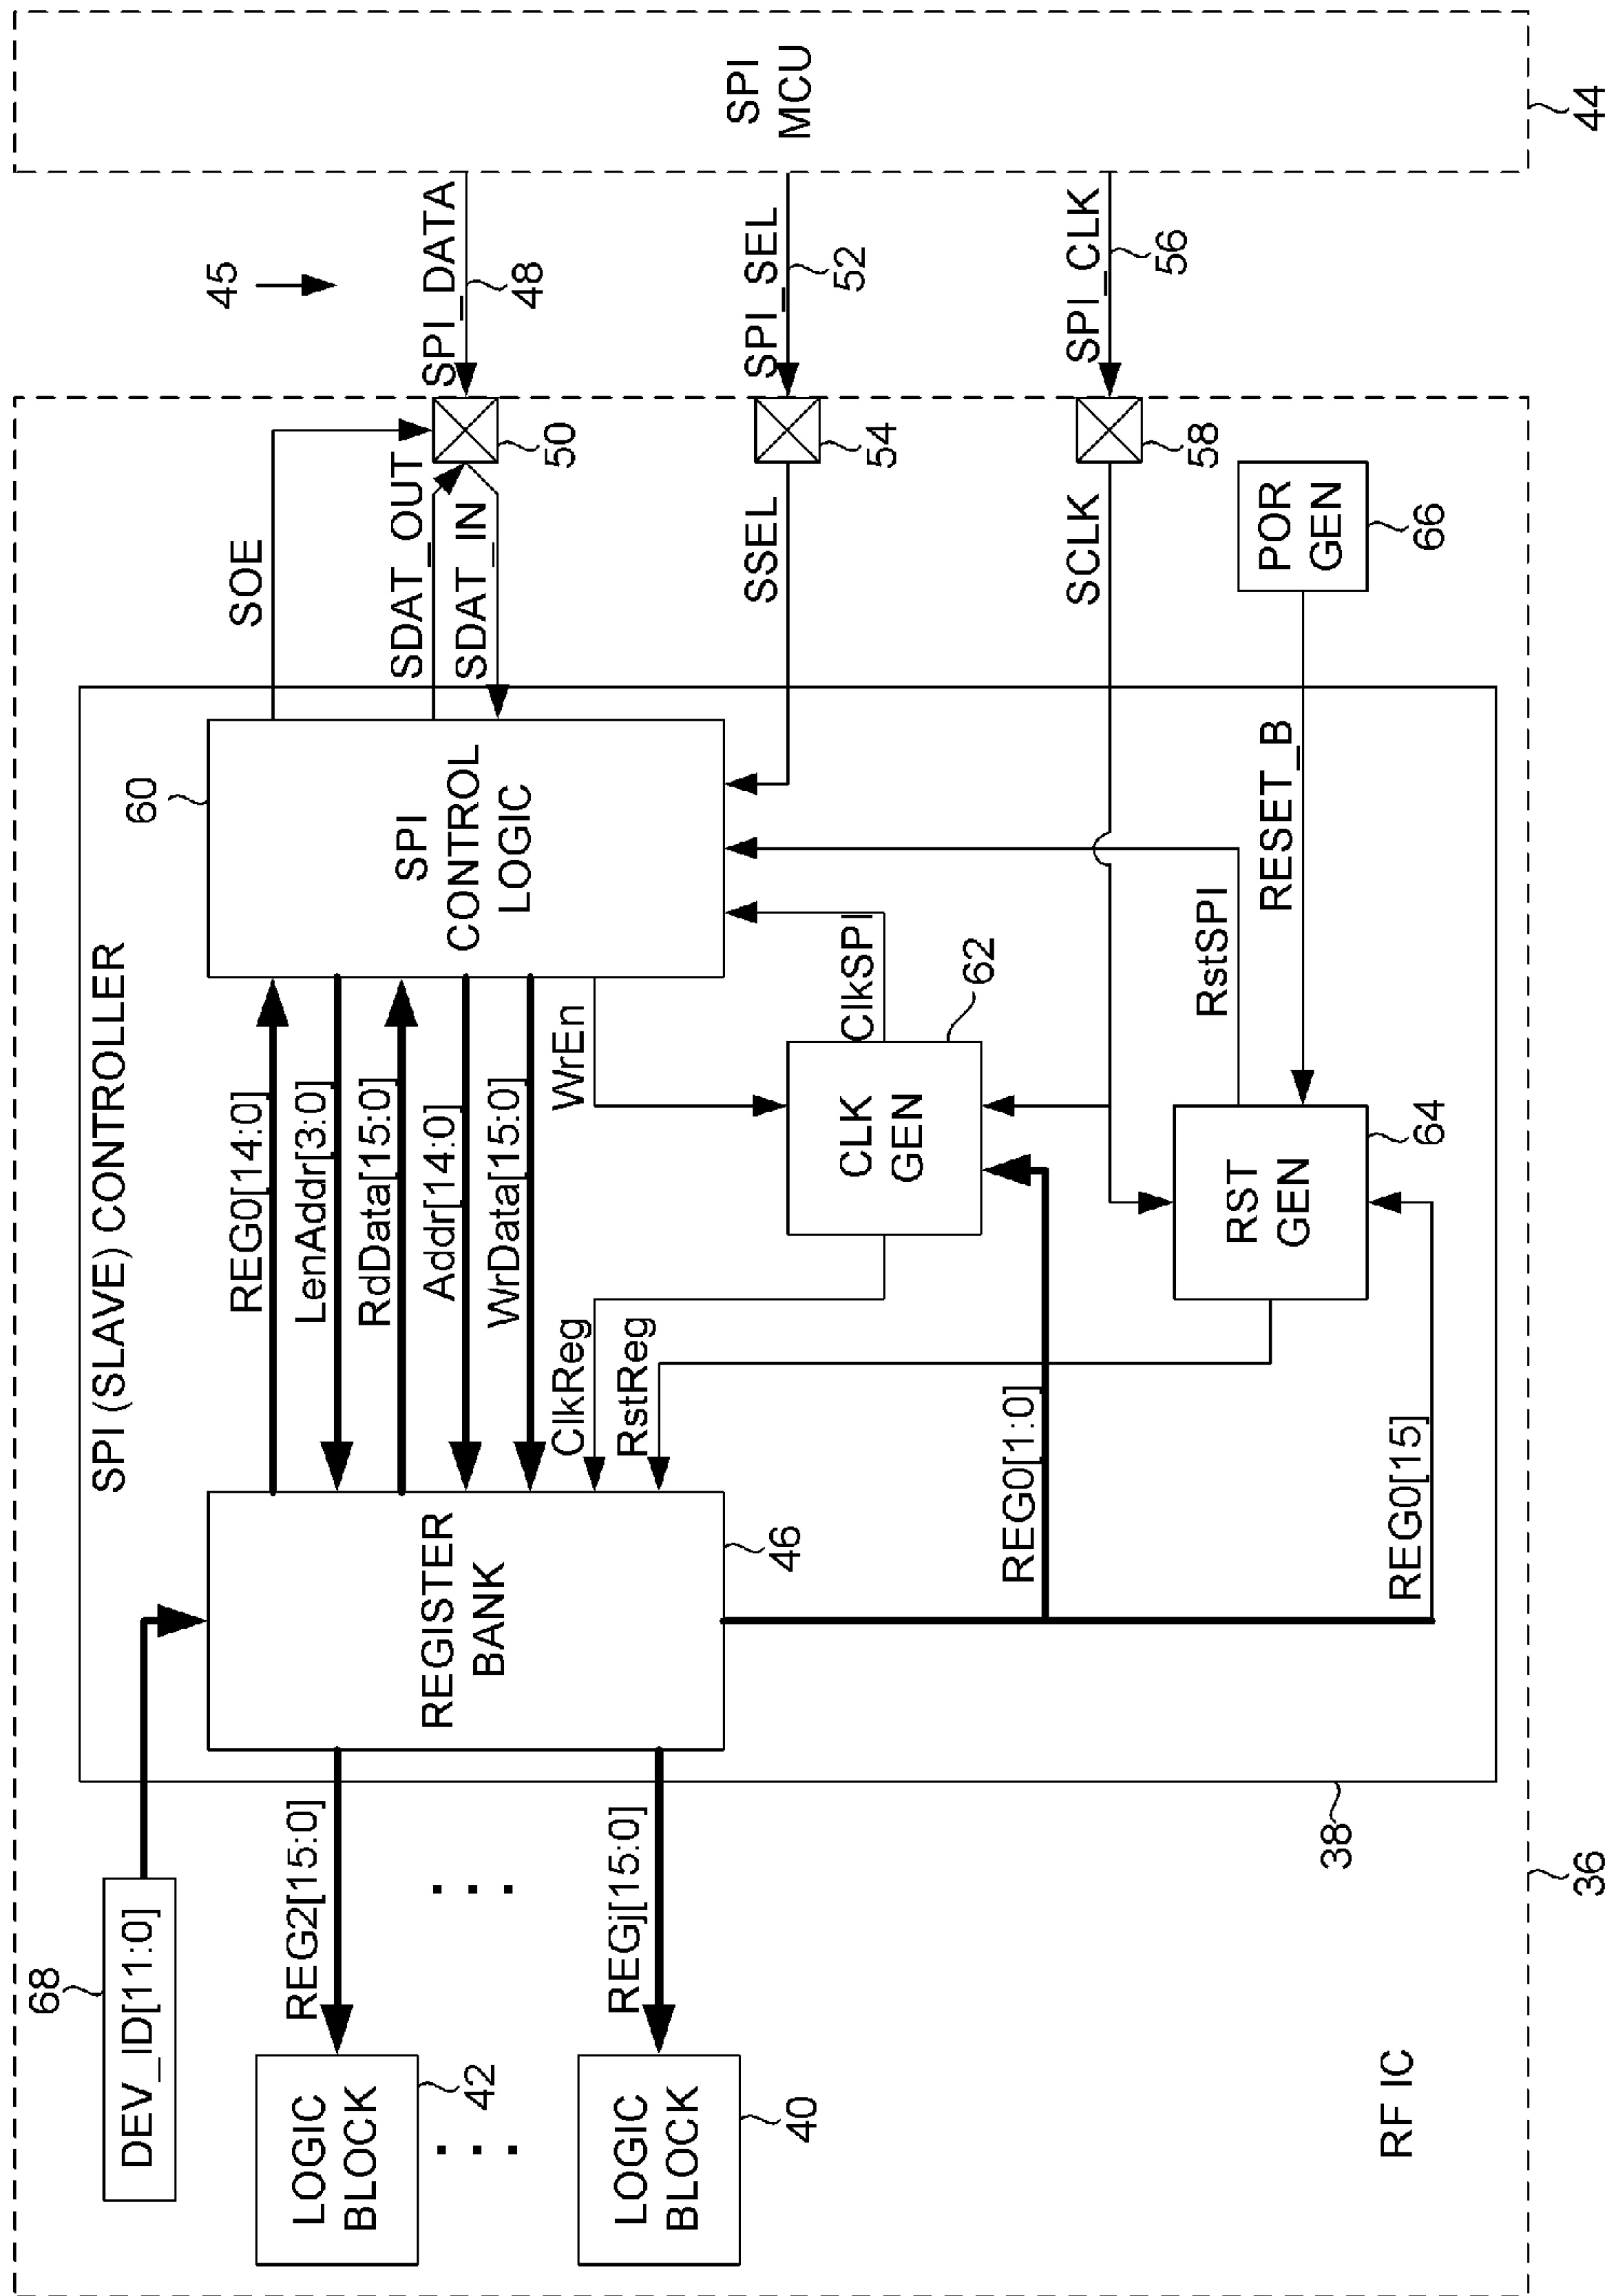 68
DEV_ID[11:0]
LOGIC
BLOCK
42
LOGIC
BLOCK
40
RF IC
REG2[15:0]
REGj[15:0]
36
38
SPI (SLAVE) CONTROLLER
REGISTER
BANK
46
REG0[14:0]
LenAddr[3:0]
RdData[15:0]
Addr[14:0]
WrData[15:0]
ClkReg
RstReg
WrEn
REG0[1:0]
REG0[15]
60
SPI
CONTROL
LOGIC
CLK
GEN
62
ClkSPI
RST
GEN
64
RstSPI
RESET_B
SOE
SDAT_OUT
SDAT_IN
SSEL
SCLK
POR
GEN
66
50
54
58
45
SPI_DATA
48
SPI_SEL
52
SPI_CLK
56
SPI
MCU
44